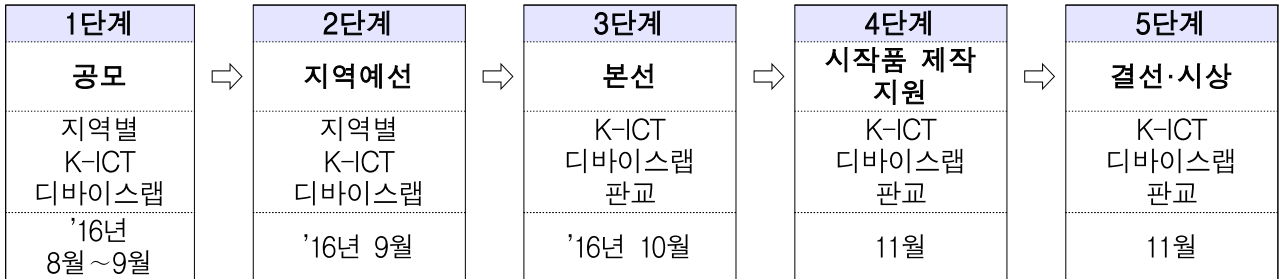 1단계
공모
지역별
K-ICT
디바이스랩
'16년
8월~9월
⇨
2단계
지역예선
지역별
K-ICT
디바이스랩
'16년 9월
⇨
3단계
본선
K-ICT
디바이스랩
판교
'16년 10월
⇨
4단계
시작품 제작
지원
K-ICT
디바이스랩
판교
11월
⇨
5단계
결선·시상
K-ICT
디바이스랩
판교
11월